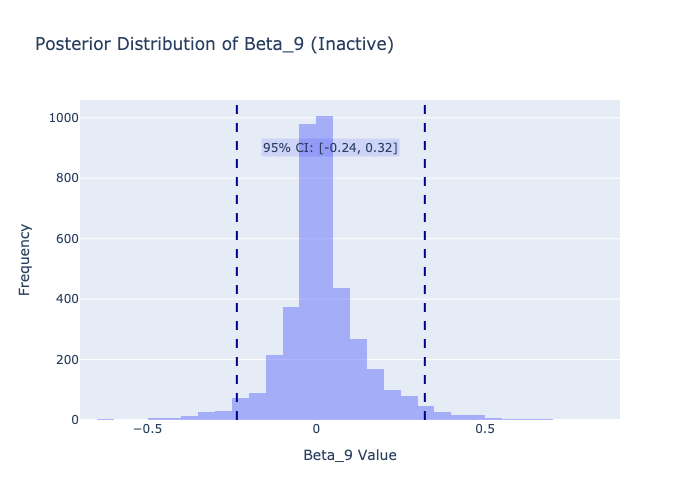 Posterior Distribution of Beta_9 (Inactive)
1000
800
600
400
200
0
95% CI: [-0.24, 0.32]
Frequency
−0.5
0
0.5
Beta_9 Value